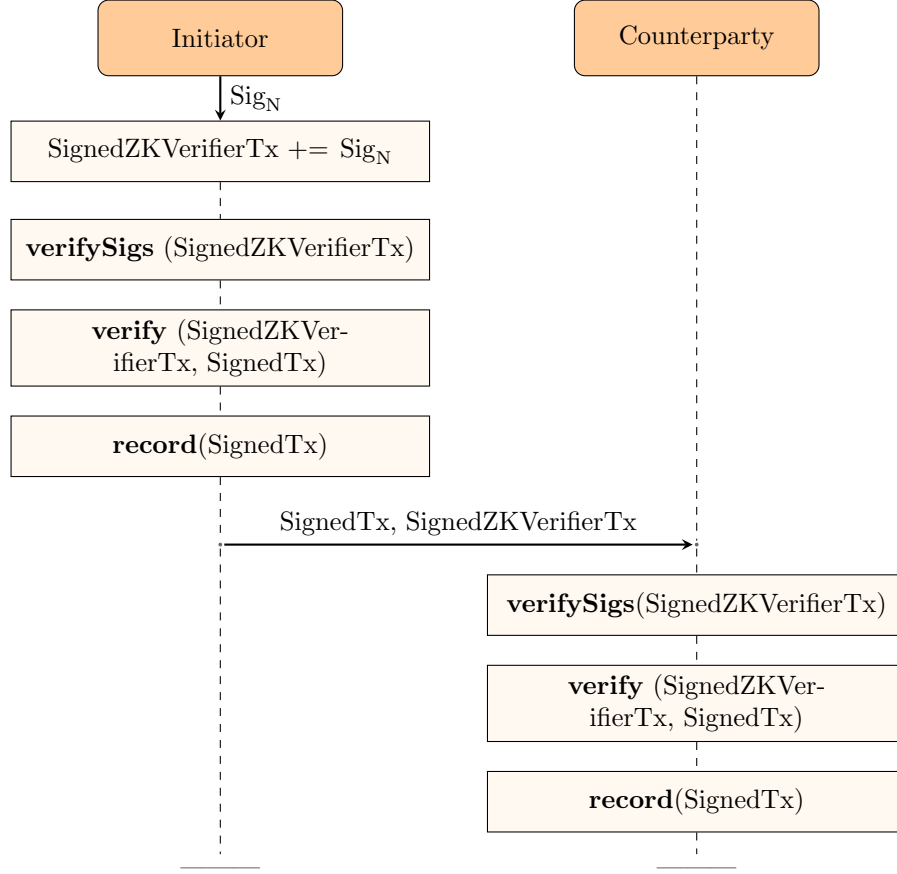 Initiator
Counterparty
Sig_N
SignedZKVerifierTx += Sig_N
verifySigs (SignedZKVerifierTx)
verify (SignedZKVer-
ifierTx, SignedTx)
record(SignedTx)
SignedTx, SignedZKVerifierTx
verifySigs(SignedZKVerifierTx)
verify (SignedZKVer-
ifierTx, SignedTx)
record(SignedTx)